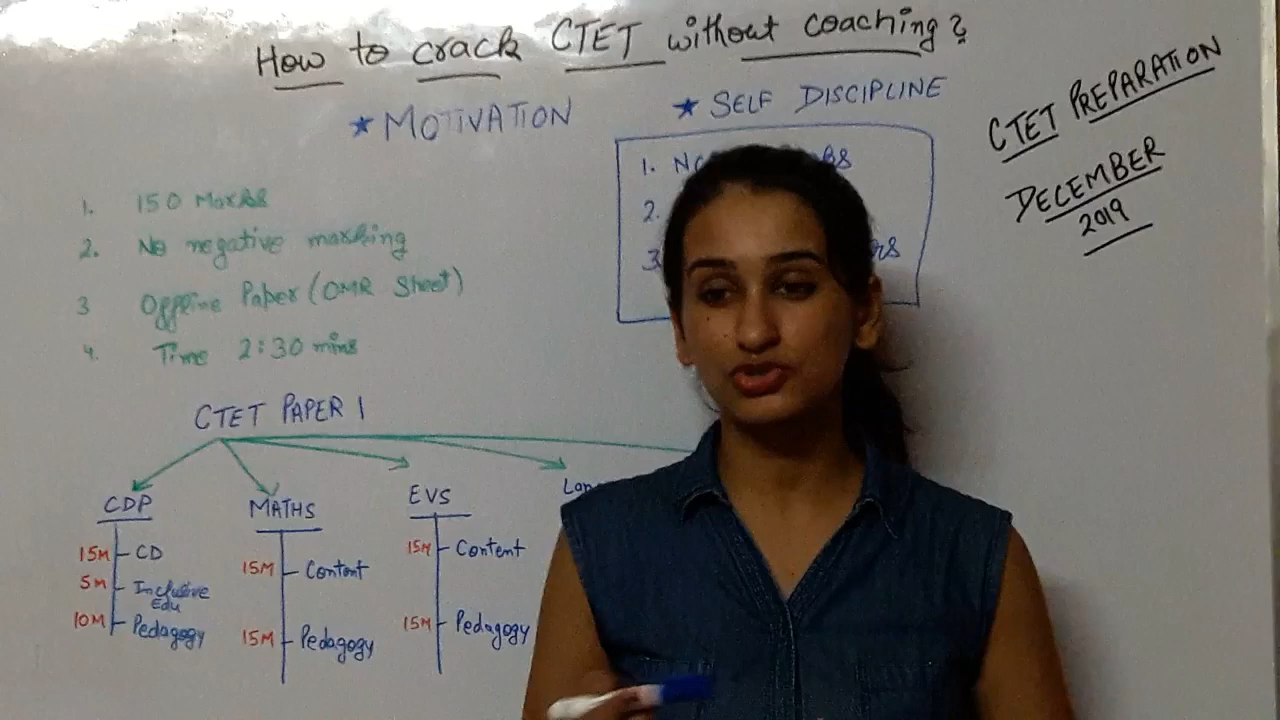 How to crack CTET without coaching?
★ MOTIVATION
★ SELF DISCIPLINE
CTET PREPARATION
DECEMBER
2019
1.
2.
3
1. 150 Marks
2. No negative marking
3 Offline Paper (OMR Sheet)
4. Time 2:30 mins
CTET PAPER 1
CDP
15M CD
5M Inclusive Edu
10M Pedagogy
MATHS
15M Content
15M Pedagogy
EVS
15M Content
15M Pedagogy